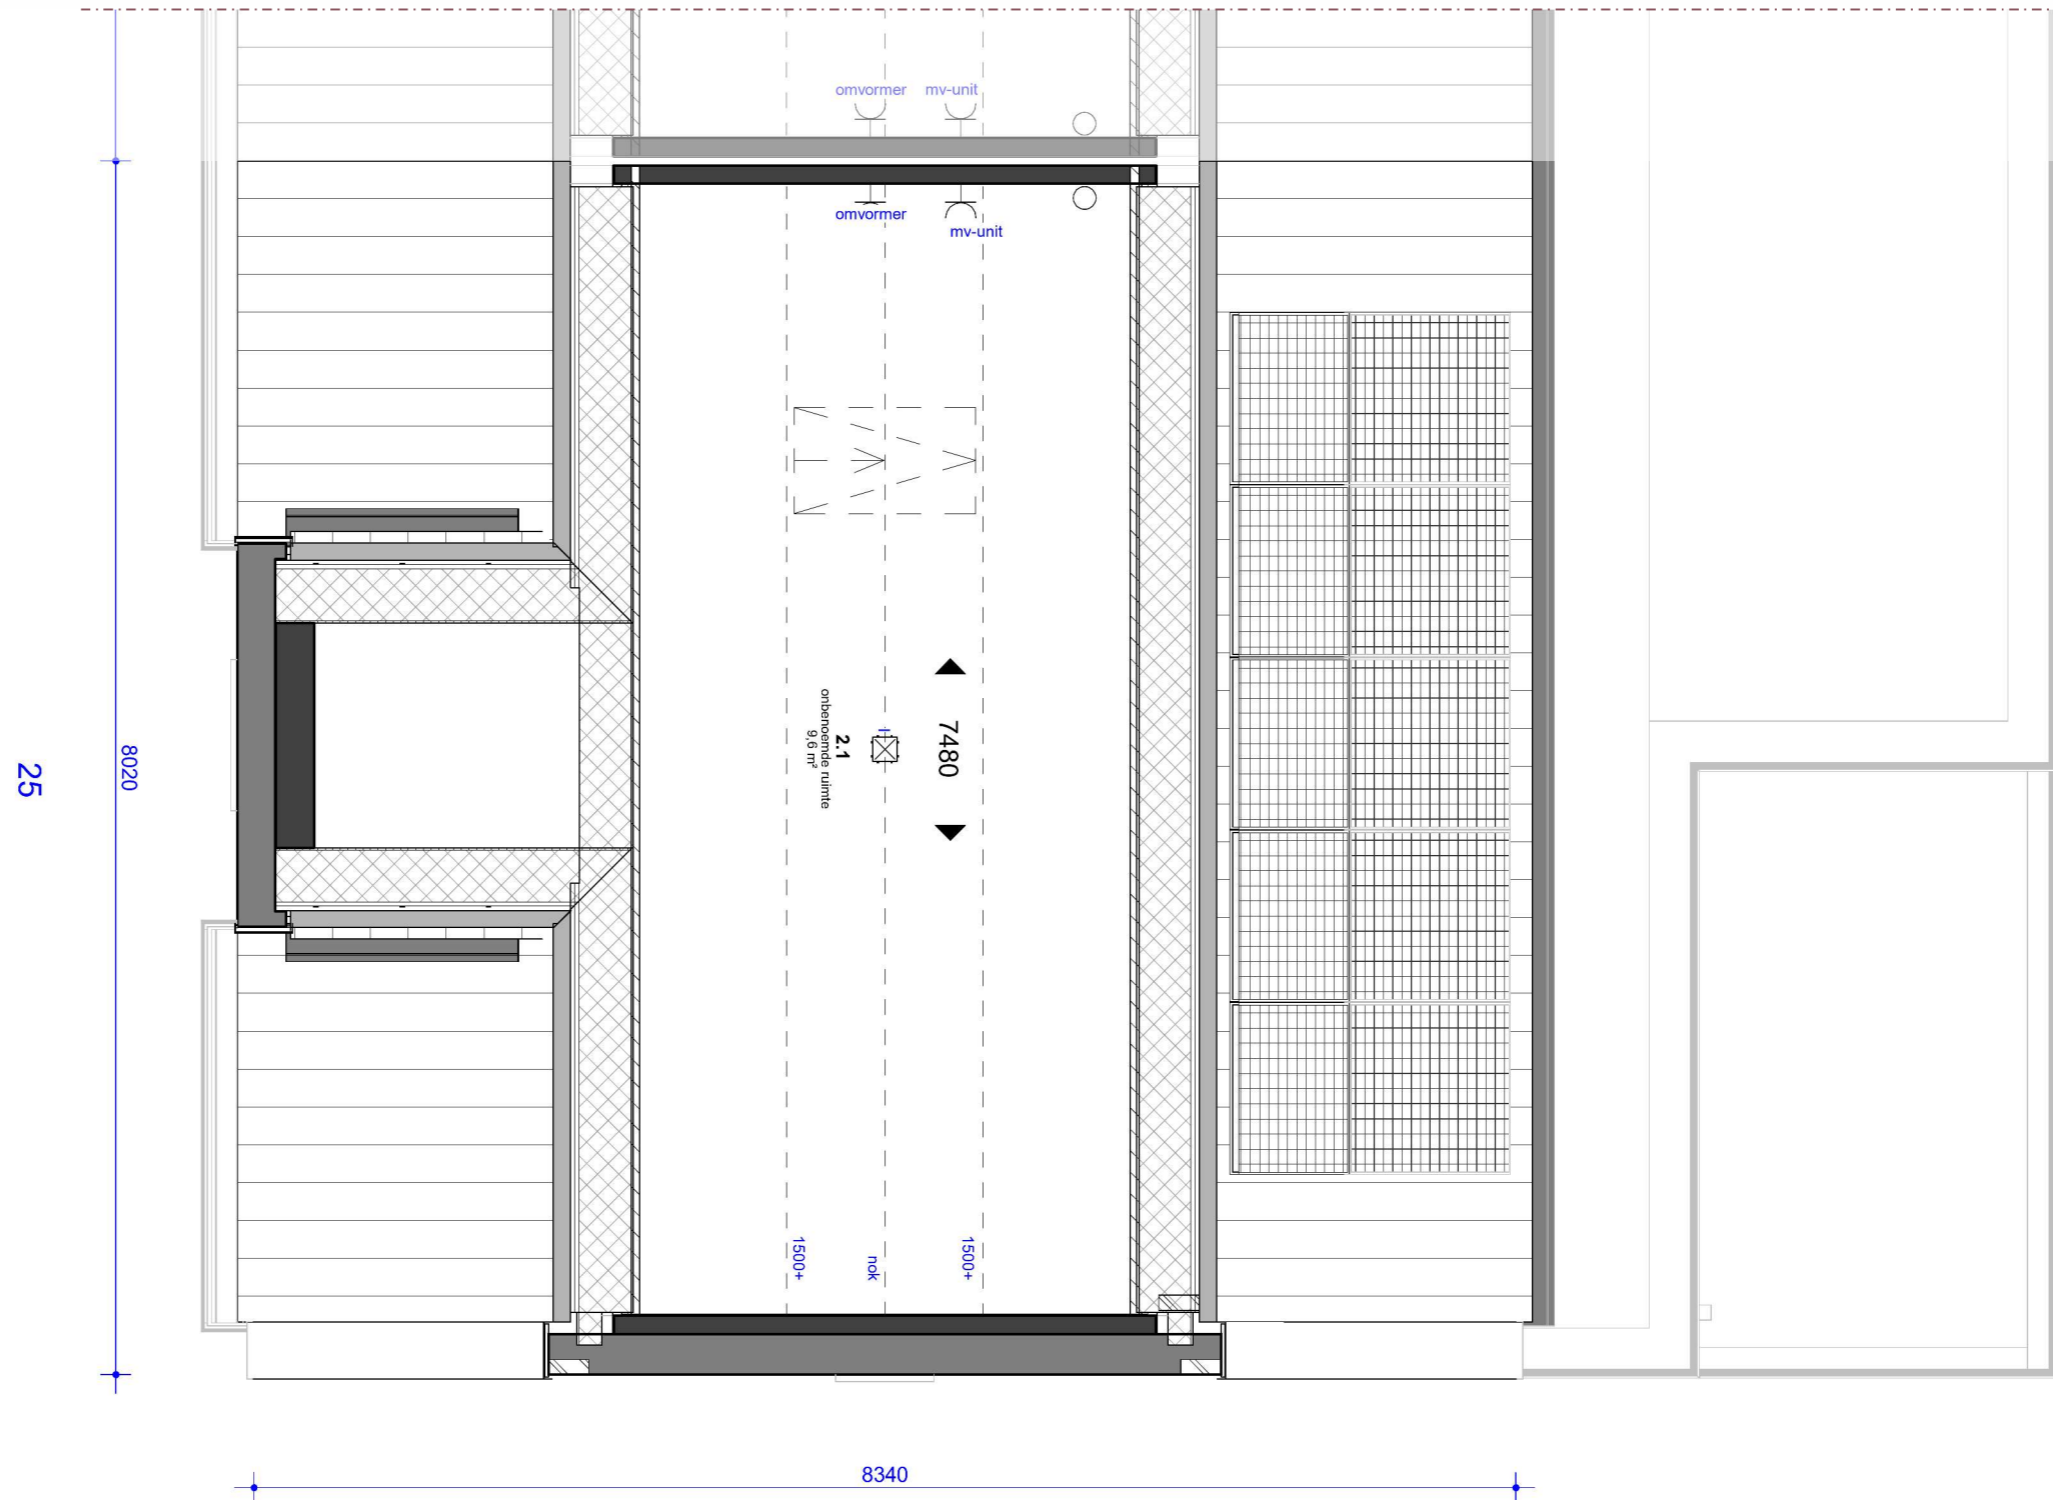 omvormer mv-unit
omvormer
mv-unit
2.1
onbenoemde ruimte
9,6 m²
7480
8020
25
1500+
nok
1500+
8340